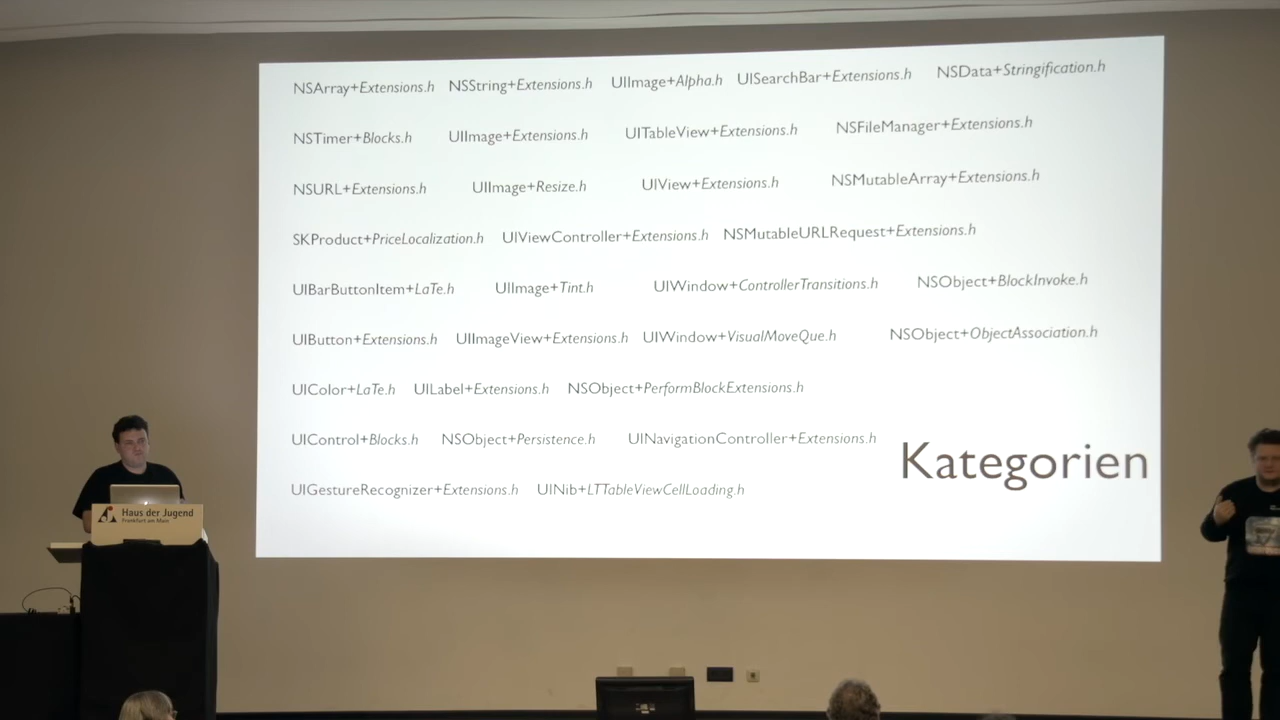 NSArray+Extensions.h NSString+Extensions.h UIImage+Alpha.h UISearchBar+Extensions.h NSData+Stringification.h
NSTimer+Blocks.h UIImage+Extensions.h UITableView+Extensions.h NSFileManager+Extensions.h
NSURL+Extensions.h UIImage+Resize.h UIView+Extensions.h NSMutableArray+Extensions.h
SKProduct+PriceLocalization.h UIViewController+Extensions.h NSMutableURLRequest+Extensions.h
UIBarButtonItem+LaTe.h UIImage+Tint.h UIWindow+ControllerTransitions.h NSObject+BlockInvoke.h
UIButton+Extensions.h UIImageView+Extensions.h UIWindow+VisualMoveQue.h NSObject+ObjectAssociation.h
UIColor+LaTe.h UILabel+Extensions.h NSObject+PerformBlockExtensions.h
UIControl+Blocks.h NSObject+Persistence.h UINavigationController+Extensions.h
Kategorien
UIGestureRecognizer+Extensions.h UINib+LTTableViewCellLoading.h
Haus der Jugend
Frankfurt am Main